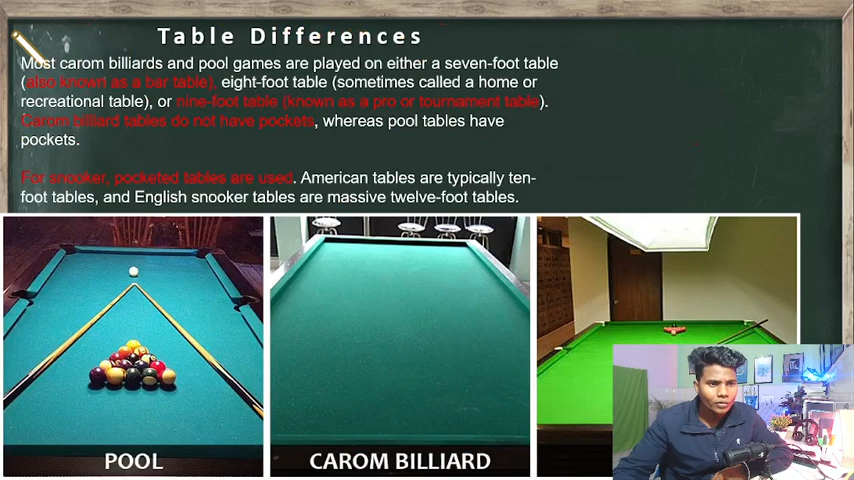 Table Differences
Most carom billiards and pool games are played on either a seven-foot table
(also known as a bar table), eight-foot table (sometimes called a home or
recreational table), or nine-foot table (known as a pro or tournament table).
Carom billiard tables do not have pockets, whereas pool tables have
pockets.
For snooker, pocketed tables are used. American tables are typically ten-
foot tables, and English snooker tables are massive twelve-foot tables.
POOL
CAROM BILLIARD